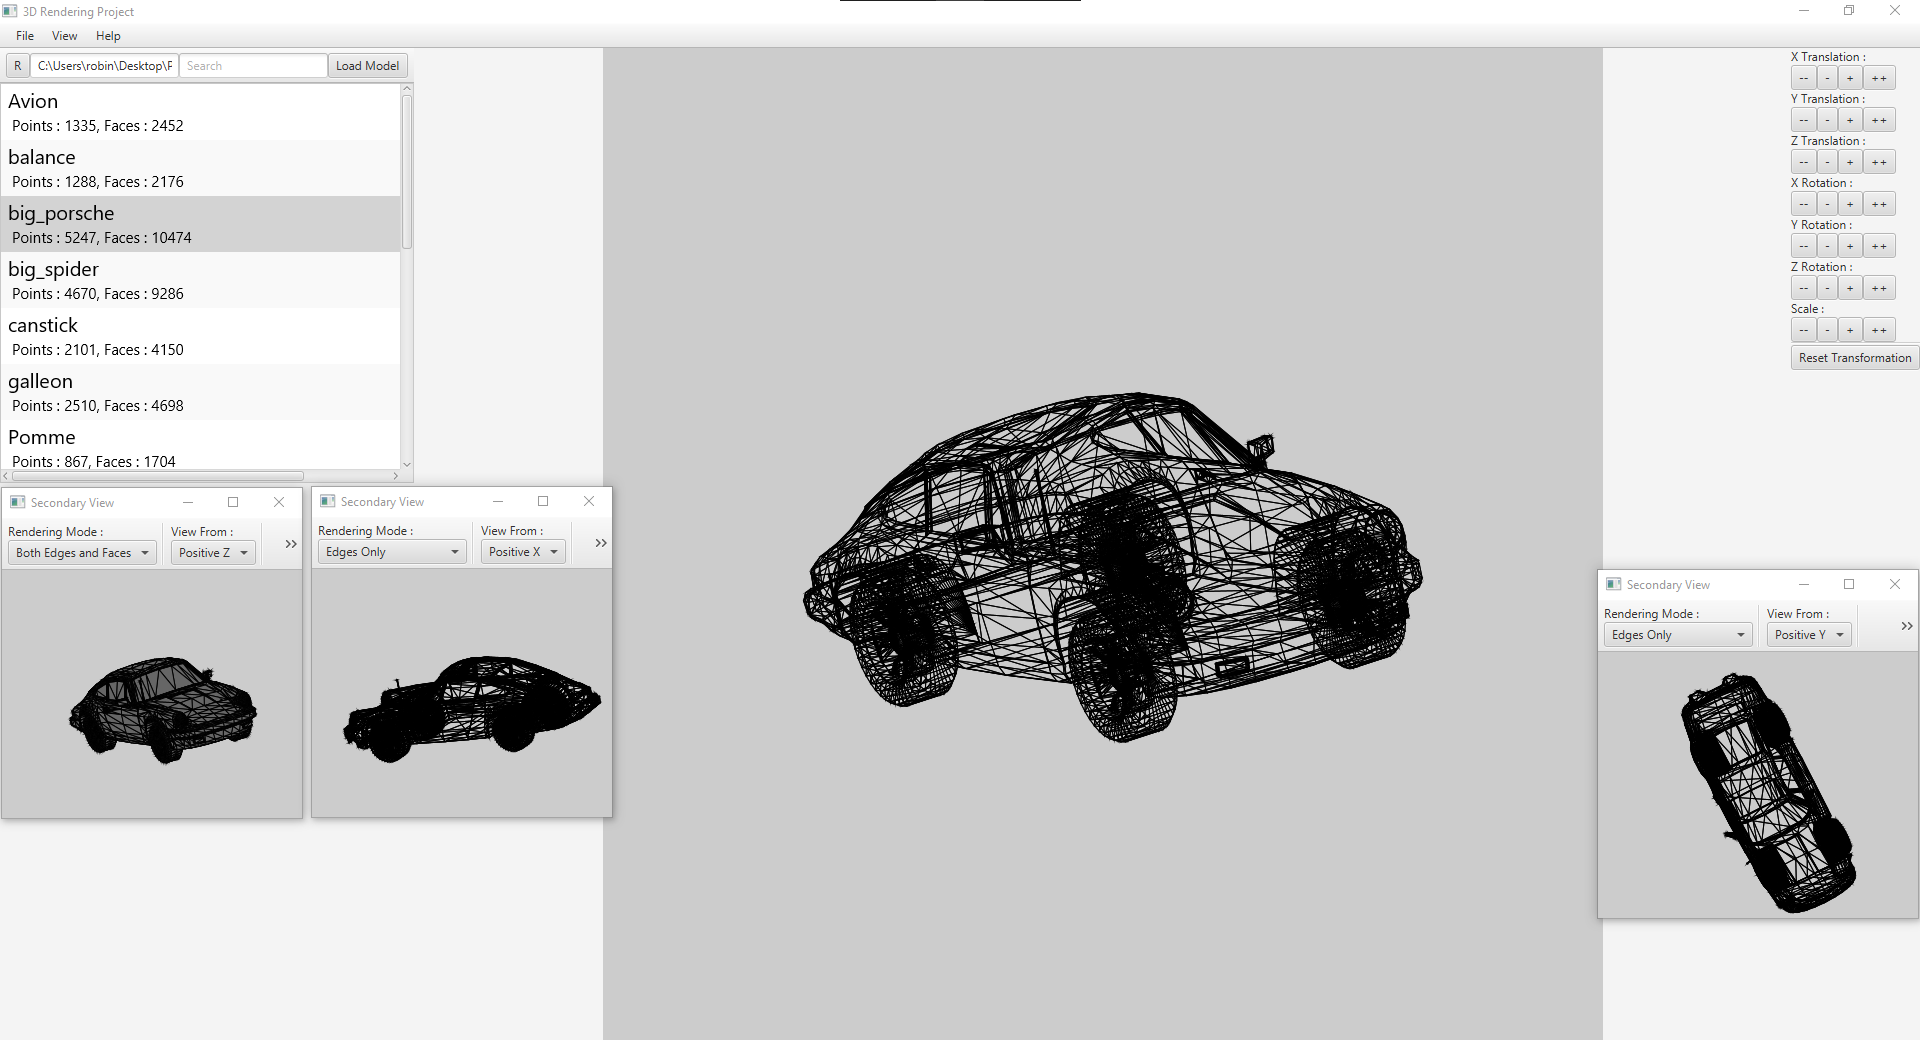 3D Rendering Project
File View Help
R C:\Users\robin\Desktop\F Search Load Model
Avion
Points : 1335, Faces : 2452
balance
Points : 1288, Faces : 2176
big_porsche
Points : 5247, Faces : 10474
big_spider
Points : 4670, Faces : 9286
canstick
Points : 2101, Faces : 4150
galleon
Points : 2510, Faces : 4698
Pomme
Points : 867, Faces : 1704
X Translation :
-- - + ++
Y Translation :
-- - + ++
Z Translation :
-- - + ++
X Rotation :
-- - + ++
Y Rotation :
-- - + ++
Z Rotation :
-- - + ++
Scale :
-- - + ++
Reset Transformation
Secondary View
Rendering Mode : View From :
Both Edges and Faces Positive Z
Secondary View
Rendering Mode : View From :
Edges Only Positive X
Secondary View
Rendering Mode : View From :
Edges Only Positive Y